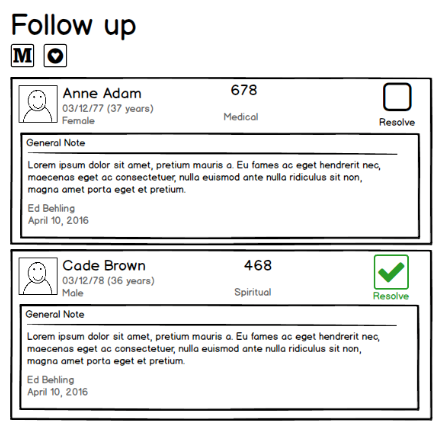 Follow up
M
Anne Adam
678
03/12/77 (37 years)
Female
Medical
Resolve
General Note
Lorem ipsum dolor sit amet, pretium mauris a. Eu fames ac eget hendrerit nec,
maecenas eget ac consectetuer, nulla euismod ante nulla ridiculus sit non,
magna amet porta eget et pretium.
Ed Behling
April 10, 2016
Cade Brown
468
03/12/78 (36 years)
Male
Spiritual
Resolve
General Note
Lorem ipsum dolor sit amet, pretium mauris a. Eu fames ac eget hendrerit nec,
maecenas eget ac consectetuer, nulla euismod ante nulla ridiculus sit non,
magna amet porta eget et pretium.
Ed Behling
April 10, 2016